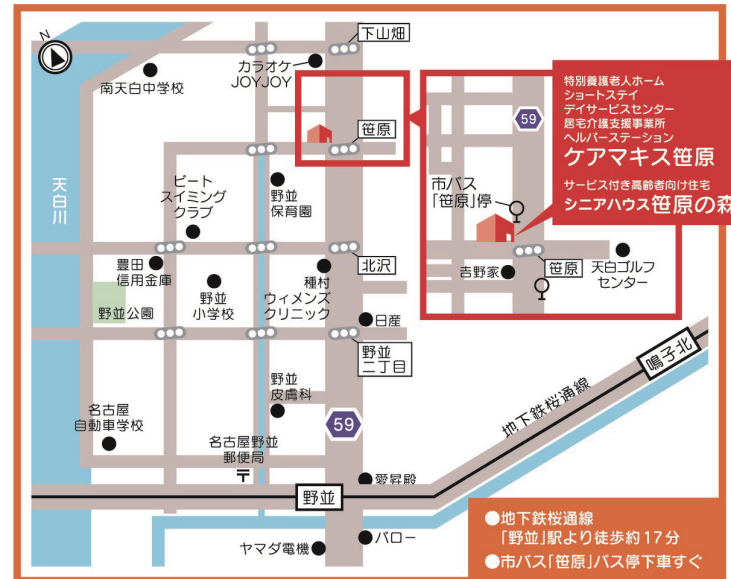 N
下山畑
カラオケ
JOYJOY
南天白中学校
笹原
天白川
ビート
スイミング
クラブ
野並
保育園
北沢
豊田
信用金庫
野並
小学校
種村
ウィメンズ
クリニック
野並公園
日産
野並
二丁目
野並
皮膚科
59
名古屋
自動車学校
名古屋野並
郵便局
〒
愛昇殿
野並
地下鉄桜通線
鳴子北
ヤマダ電機
バロー
59
特別養護老人ホーム
ショートステイ
デイサービスセンター
居宅介護支援事業所
ヘルパーステーション
ケアマキス笹原
サービス付き高齢者向け住宅
シニアハウス笹原の森
市バス
「笹原」停
笹原
吉野家
天白ゴルフ
センター
●地下鉄桜通線
「野並」駅より徒歩約17分
●市バス「笹原」バス停下車すぐ